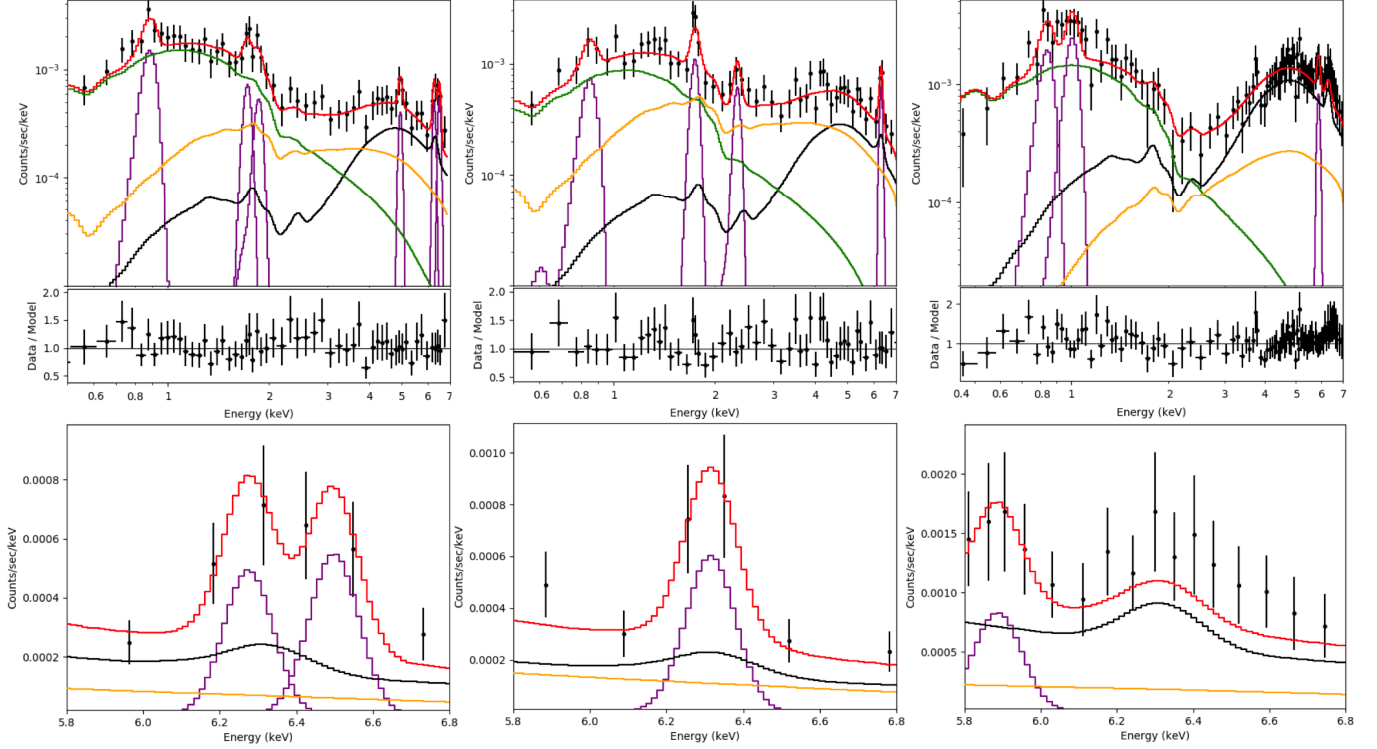 Counts/sec/keV
10⁻³
10⁻⁴
Data / Model
2.0
1.5
1.0
0.5
0.6 0.8 1 2 3 4 5 6 7
Energy (keV)
Counts/sec/keV
10⁻³
10⁻⁴
Data / Model
2.0
1.5
1.0
0.5
0.6 0.8 1 2 3 4 5 6 7
Energy (keV)
Counts/sec/keV
10⁻³
10⁻⁴
Data / Model
2
1
0.4 0.6 0.8 1 2 3 4 5 6 7
Energy (keV)
Counts/sec/keV
0.0008
0.0006
0.0004
0.0002
5.8 6.0 6.2 6.4 6.6 6.8
Energy (keV)
Counts/sec/keV
0.0010
0.0008
0.0006
0.0004
0.0002
5.8 6.0 6.2 6.4 6.6 6.8
Energy (keV)
Counts/sec/keV
0.0020
0.0015
0.0010
0.0005
5.8 6.0 6.2 6.4 6.6 6.8
Energy (keV)